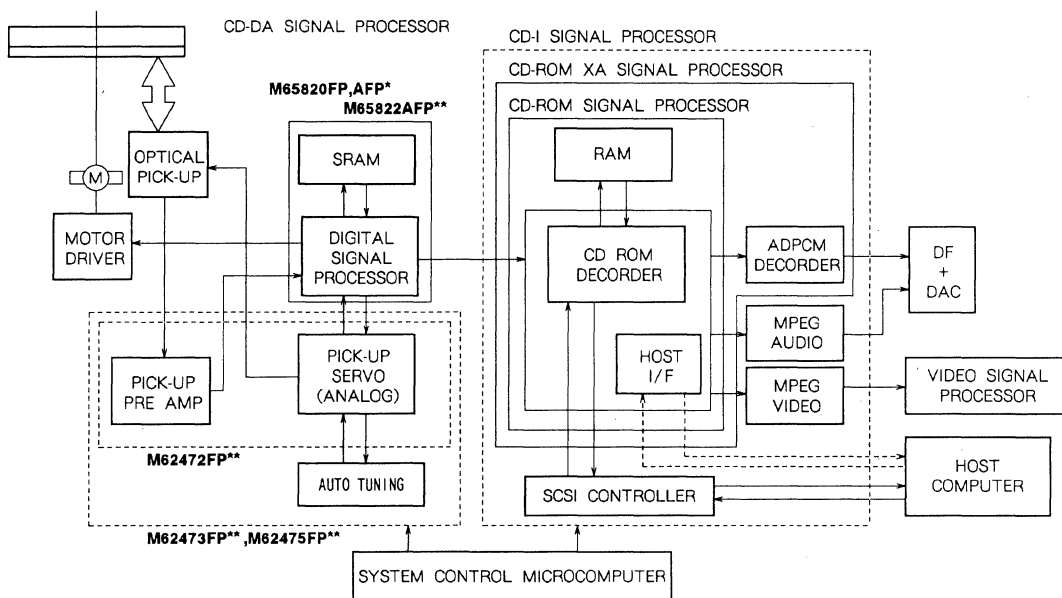 CD-DA SIGNAL PROCESSOR
CD-I SIGNAL PROCESSOR
CD-ROM XA SIGNAL PROCESSOR
CD-ROM SIGNAL PROCESSOR
M65820FP,AFP*
M65822AFP**
SRAM
RAM
OPTICAL
PICK-UP
M
MOTOR
DRIVER
DIGITAL
SIGNAL
PROCESSOR
CD ROM
DECORDER
ADPCM
DECORDER
DF
+
DAC
PICK-UP
PRE AMP
PICK-UP
SERVO
(ANALOG)
HOST
I/F
MPEG
AUDIO
MPEG
VIDEO
VIDEO SIGNAL
PROCESSOR
M62472FP**
AUTO TUNING
SCSI CONTROLLER
HOST
COMPUTER
M62473FP**,M62475FP**
SYSTEM CONTROL MICROCOMPUTER